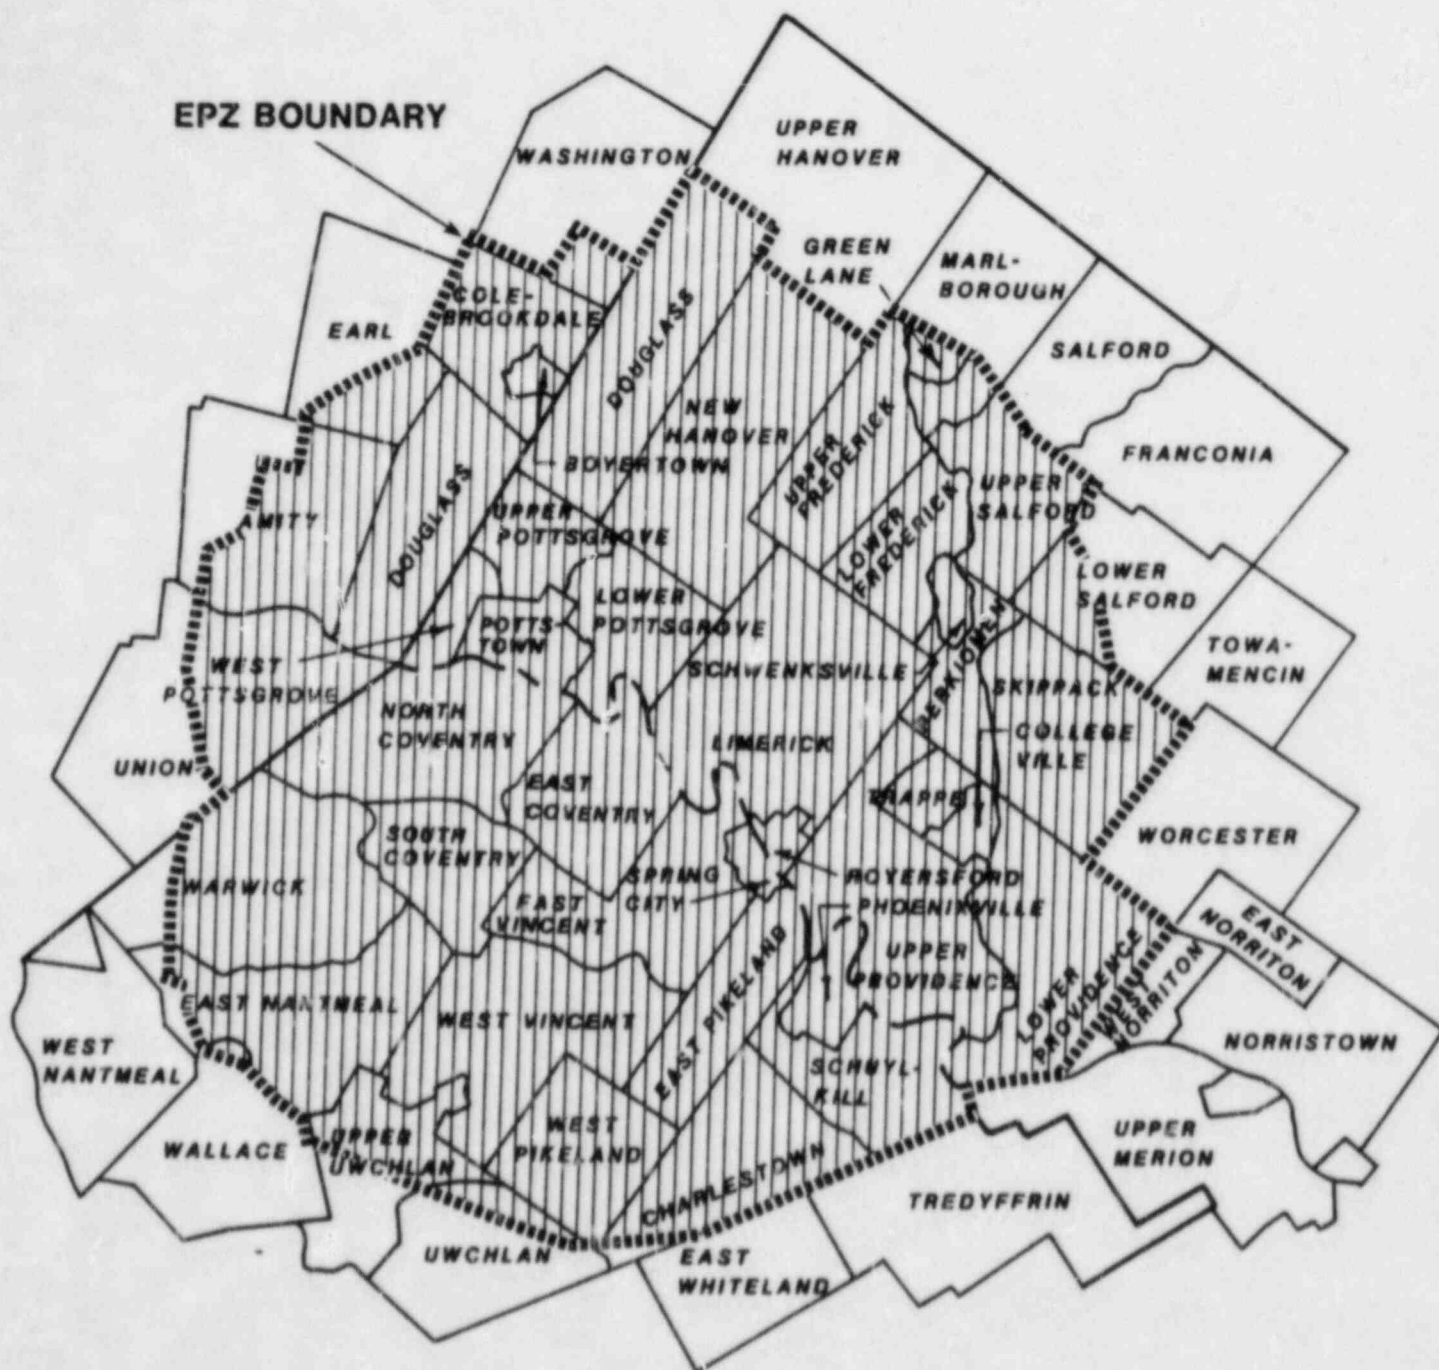 EPZ BOUNDARY
WASHINGTON
UPPER
HANOVER
GREEN
LANE
MARL-
BOROUGH
COLE-
BROOKDALE
EARL
SALFORD
DOUGLASS
NEW
HANOVER
BOYERTOWN
UPPER
FREDERICK
FRANCONIA
UPPER
SALFORD
AMITY
DOUGLASS
UPPER
POTTSGROVE
LOWER
FREDERICK
LOWER
SALFORD
LOWER
POTTSGROVE
POTTS-
TOWN
WEST
POTTSGROVE
SCHWENKSVILLE
PERKIOMEN
SKIPPACK
TOWA-
MENCIN
NORTH
COVENTRY
LIMERICK
COLLEGE
VILLE
UNION
EAST
COVENTRY
TRAPPE
WORCESTER
SOUTH
COVENTRY
WARWICK
SPRING
CITY
ROYERSFORD
PHOENIXVILLE
EAST
VINCENT
EAST
NORRITON
UPPER
PROVIDENCE
LOWER
PROVIDENCE
WEST
NORRITON
EAST NANTMEAL
WEST VINCENT
EAST PIKELAND
WEST
NANTMEAL
NORRISTOWN
SCHUYL-
KILL
WALLACE
UPPER
UWCHLAN
WEST
PIKELAND
UPPER
MERION
CHARLESTOWN
TREDYFFRIN
UWCHLAN
EAST
WHITELAND